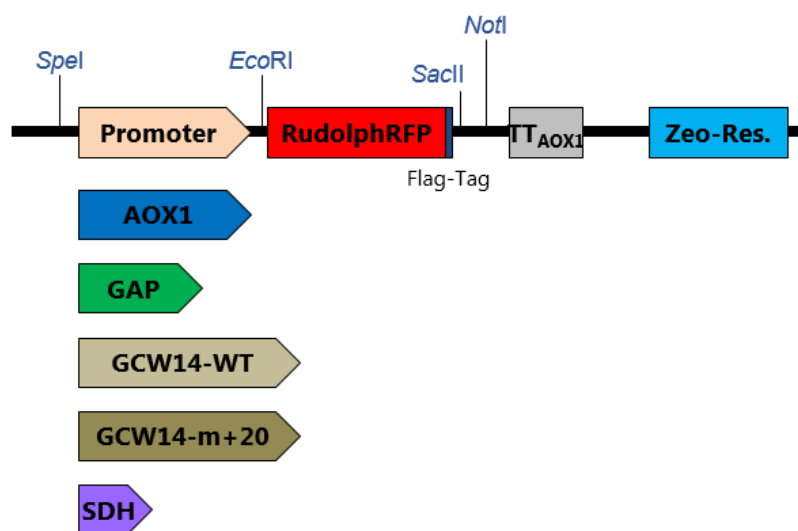 SpeI
EcoRI
SacII
NotI
Promoter
RudolphRFP
TTAOX1
Zeo-Res.
Flag-Tag
AOX1
GAP
GCW14-WT
GCW14-m+20
SDH